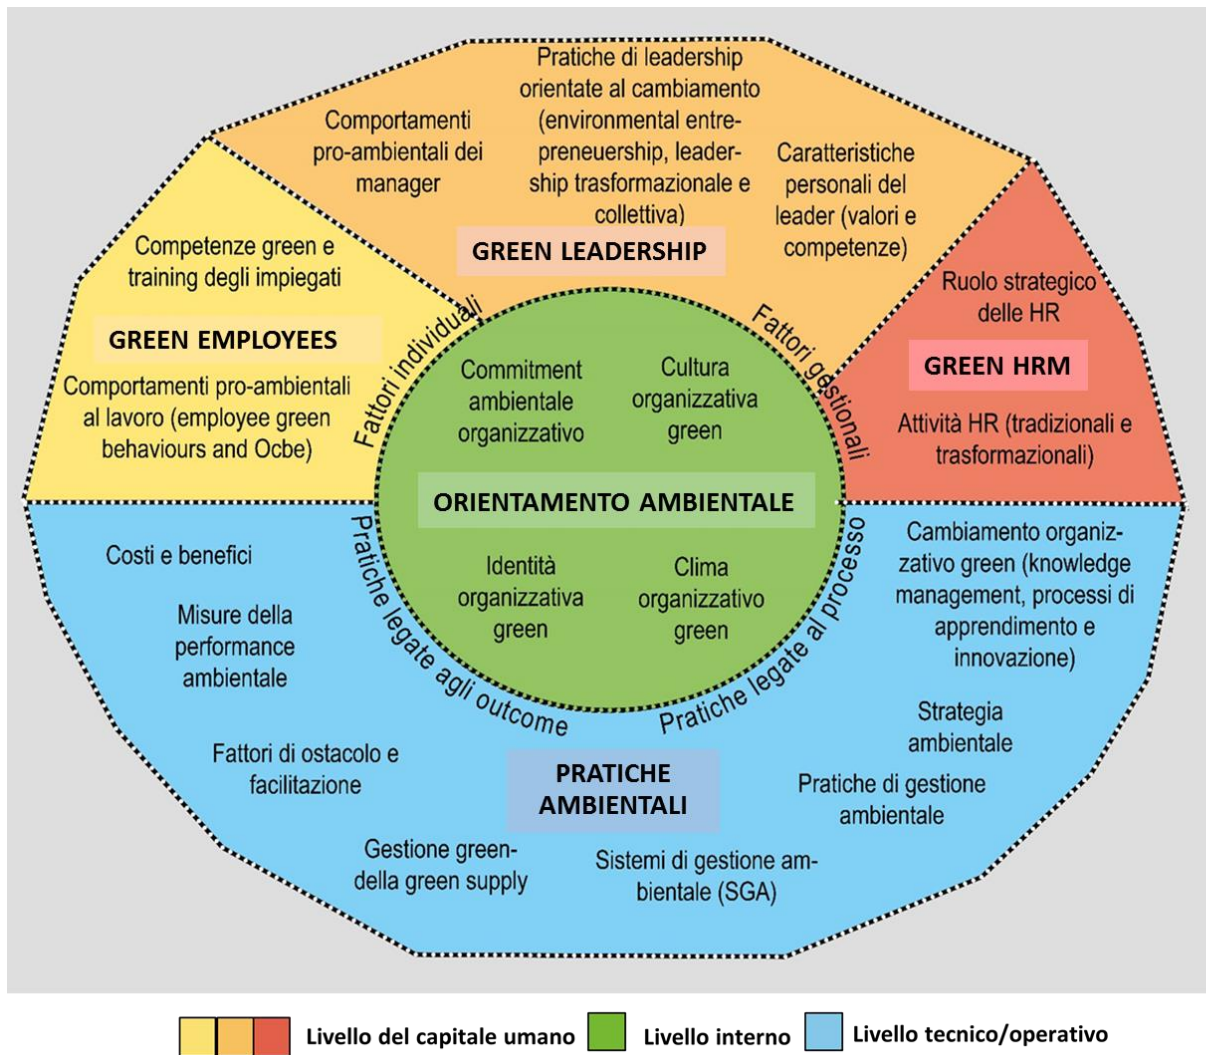 Pratiche di leadership
orientate al cambiamento
(environmental entre-
preneuership, leader-
ship trasformazionale e
collettiva)
Comportamenti
pro-ambientali dei
manager
Caratteristiche
personali del
leader (valori e
competenze)
GREEN LEADERSHIP
Competenze green e
training degli impiegati
GREEN EMPLOYEES
Comportamenti pro-ambientali
al lavoro (employee green
behaviours and Ocbe)
Fattori individuali
Fattori gestionali
Ruolo strategico
delle HR
GREEN HRM
Attività HR (tradizionali e
trasformazionali)
Commitment
ambientale
organizzativo
Cultura
organizzativa
green
ORIENTAMENTO AMBIENTALE
Identità
organizzativa
green
Clima
organizzativo
green
Pratiche legate agli outcome
Pratiche legate al processo
Costi e benefici
Misure della
performance
ambientale
Fattori di ostacolo e
facilitazione
Gestione green-
della green supply
PRATICHE
AMBIENTALI
Sistemi di gestione am-
bientale (SGA)
Cambiamento organiz-
zativo green (knowledge
management, processi di
apprendimento e
innovazione)
Strategia
ambientale
Pratiche di gestione
ambientale
Livello del capitale umano
Livello interno
Livello tecnico/operativo